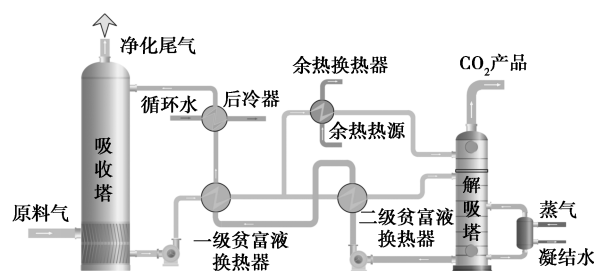 净化尾气
余热换热器
CO₂产品
循环水
后冷器
余热热源
吸收塔
原料气
一级贫富液
换热器
二级贫富液
换热器
解吸塔
蒸气
凝结水